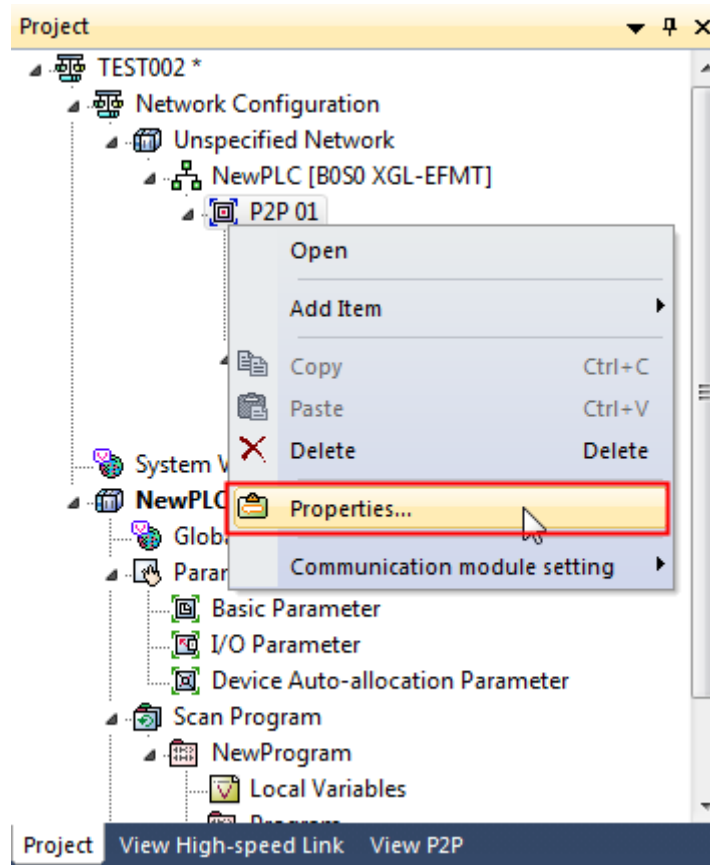 Project
TEST002 *
Network Configuration
Unspecified Network
NewPLC [B0S0 XGL-EFMT]
P2P 01
Open
Add Item
Copy Ctrl+C
Paste Ctrl+V
Delete Delete
System V
NewPLC
Properties...
Glob
Communication module setting
Basic Parameter
I/O Parameter
Device Auto-allocation Parameter
Scan Program
NewProgram
Local Variables
Program
Project View High-speed Link View P2P